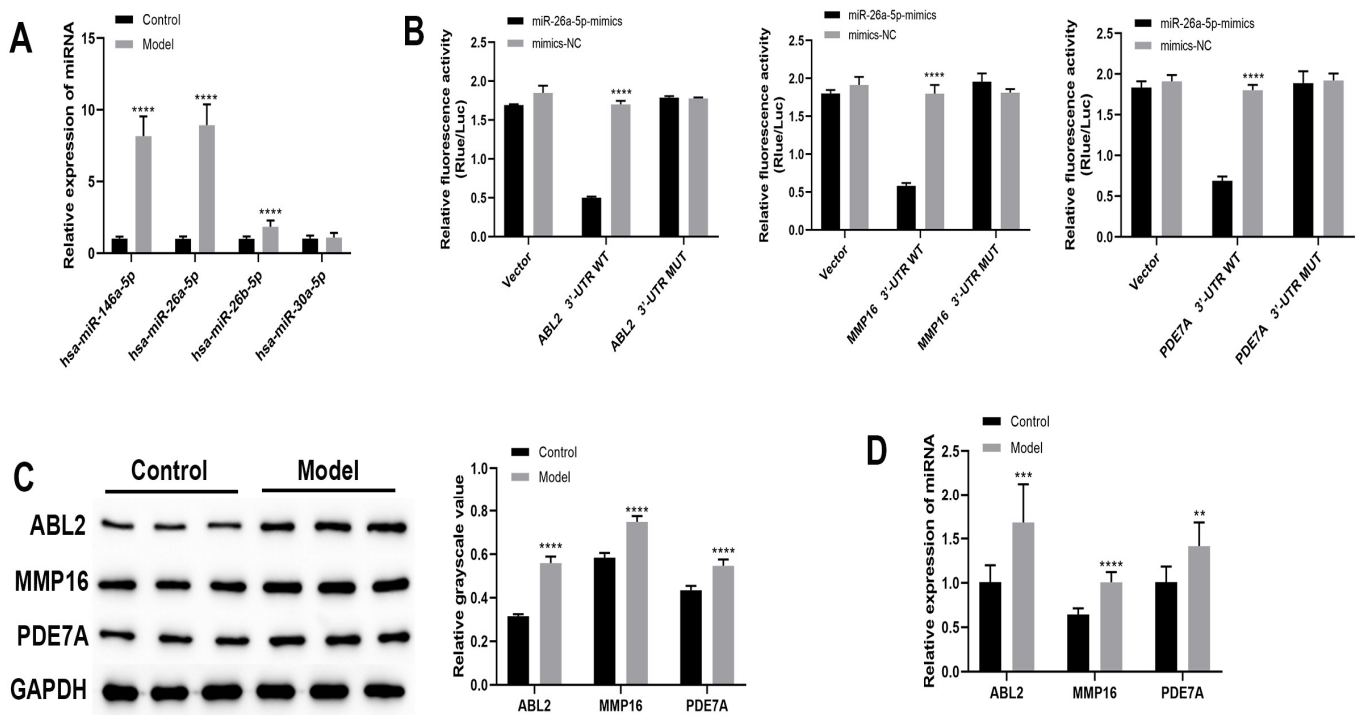 A
Control
Model
Relative expression of miRNA
15
10
5
0
****
****
****
hsa-miR-146a-5p
hsa-miR-26a-5p
hsa-miR-26b-5p
hsa-miR-30a-5p
B
miR-26a-5p-mimics
mimics-NC
Relative fluorescence activity
(Rlue/Luc)
2.5
2.0
1.5
1.0
0.5
0.0
****
Vector
ABL2 3'-UTR WT
ABL2 3'-UTR MUT
miR-26a-5p-mimics
mimics-NC
Relative fluorescence activity
(Rlue/Luc)
2.5
2.0
1.5
1.0
0.5
0.0
****
Vector
MMP16 3'-UTR WT
MMP16 3'-UTR MUT
miR-26a-5p-mimics
mimics-NC
Relative fluorescence activity
(Rlue/Luc)
2.5
2.0
1.5
1.0
0.5
0.0
****
Vector
PDE7A 3'-UTR WT
PDE7A 3'-UTR MUT
C
Control Model
ABL2
MMP16
PDE7A
GAPDH
Control
Model
Relative grayscale value
1.0
0.8
0.6
0.4
0.2
0.0
****
****
****
ABL2 MMP16 PDE7A
D
Control
Model
Relative expression of miRNA
2.5
2.0
1.5
1.0
0.5
0.0
***
****
**
ABL2 MMP16 PDE7A